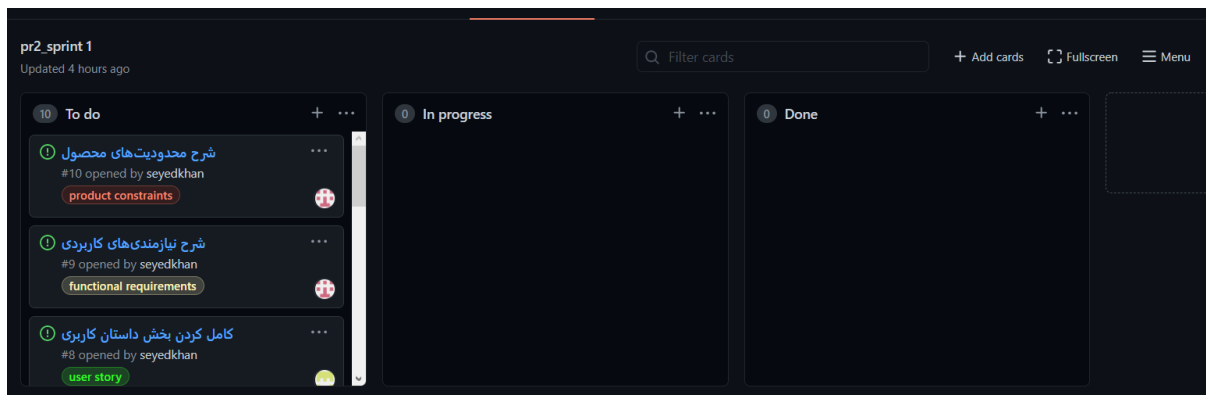 pr2_sprint 1
Updated 4 hours ago
Filter cards
Add cards
Fullscreen
Menu
10 To do
شرح محدودیت‌های محصول
#10 opened by seyedkhan
product constraints
شرح نیازمندی‌های کاربردی
#9 opened by seyedkhan
functional requirements
کامل کردن بخش داستان کاربری
#8 opened by seyedkhan
user story
0 In progress
0 Done